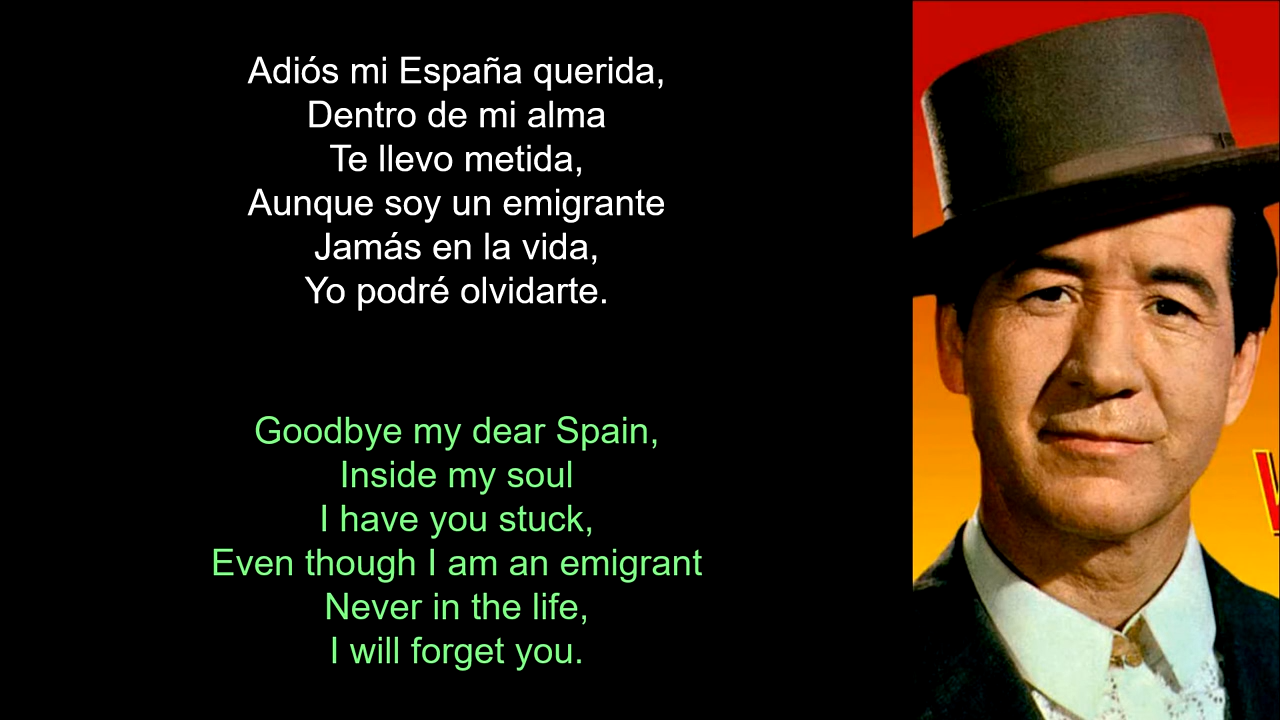 Adiós mi España querida,
Dentro de mi alma
Te llevo metida,
Aunque soy un emigrante
Jamás en la vida,
Yo podré olvidarte.
Goodbye my dear Spain,
Inside my soul
I have you stuck,
Even though I am an emigrant
Never in the life,
I will forget you.